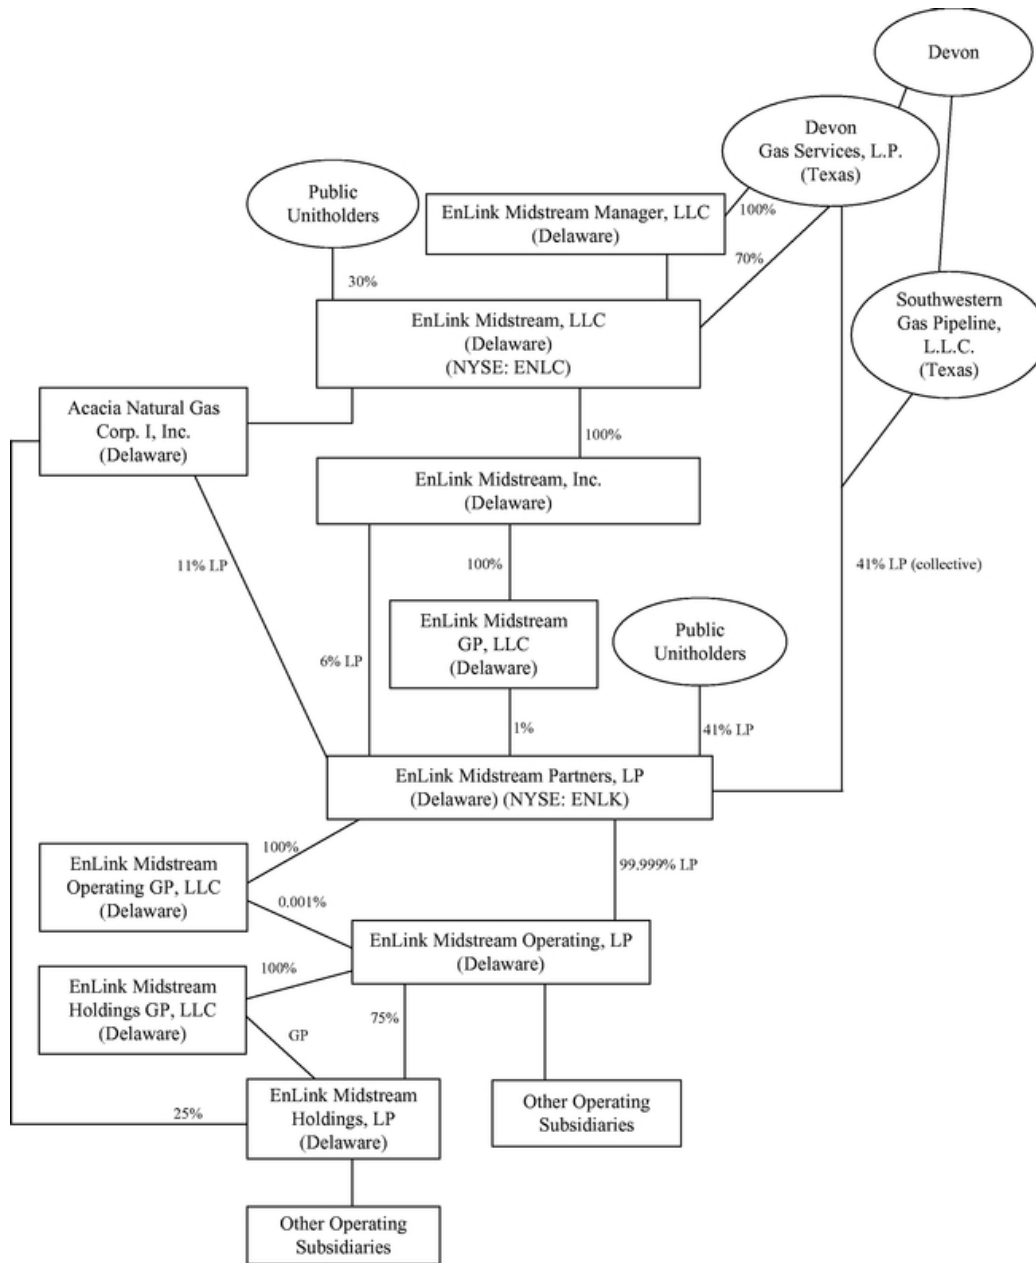 Devon
Devon
Gas Services, L.P.
(Texas)
Public
Unitholders
EnLink Midstream Manager, LLC
(Delaware)
100%
70%
30%
EnLink Midstream, LLC
(Delaware)
(NYSE: ENLC)
Southwestern
Gas Pipeline,
L.L.C.
(Texas)
Acacia Natural Gas
Corp. I, Inc.
(Delaware)
100%
EnLink Midstream, Inc.
(Delaware)
11% LP
100%
41% LP (collective)
EnLink Midstream
GP, LLC
(Delaware)
Public
Unitholders
6% LP
1%
41% LP
EnLink Midstream Partners, LP
(Delaware) (NYSE: ENLK)
100%
99.999% LP
EnLink Midstream
Operating GP, LLC
(Delaware)
0.001%
EnLink Midstream Operating, LP
(Delaware)
100%
EnLink Midstream
Holdings GP, LLC
(Delaware)
75%
GP
EnLink Midstream
Holdings, LP
(Delaware)
25%
Other Operating
Subsidiaries
Other Operating
Subsidiaries